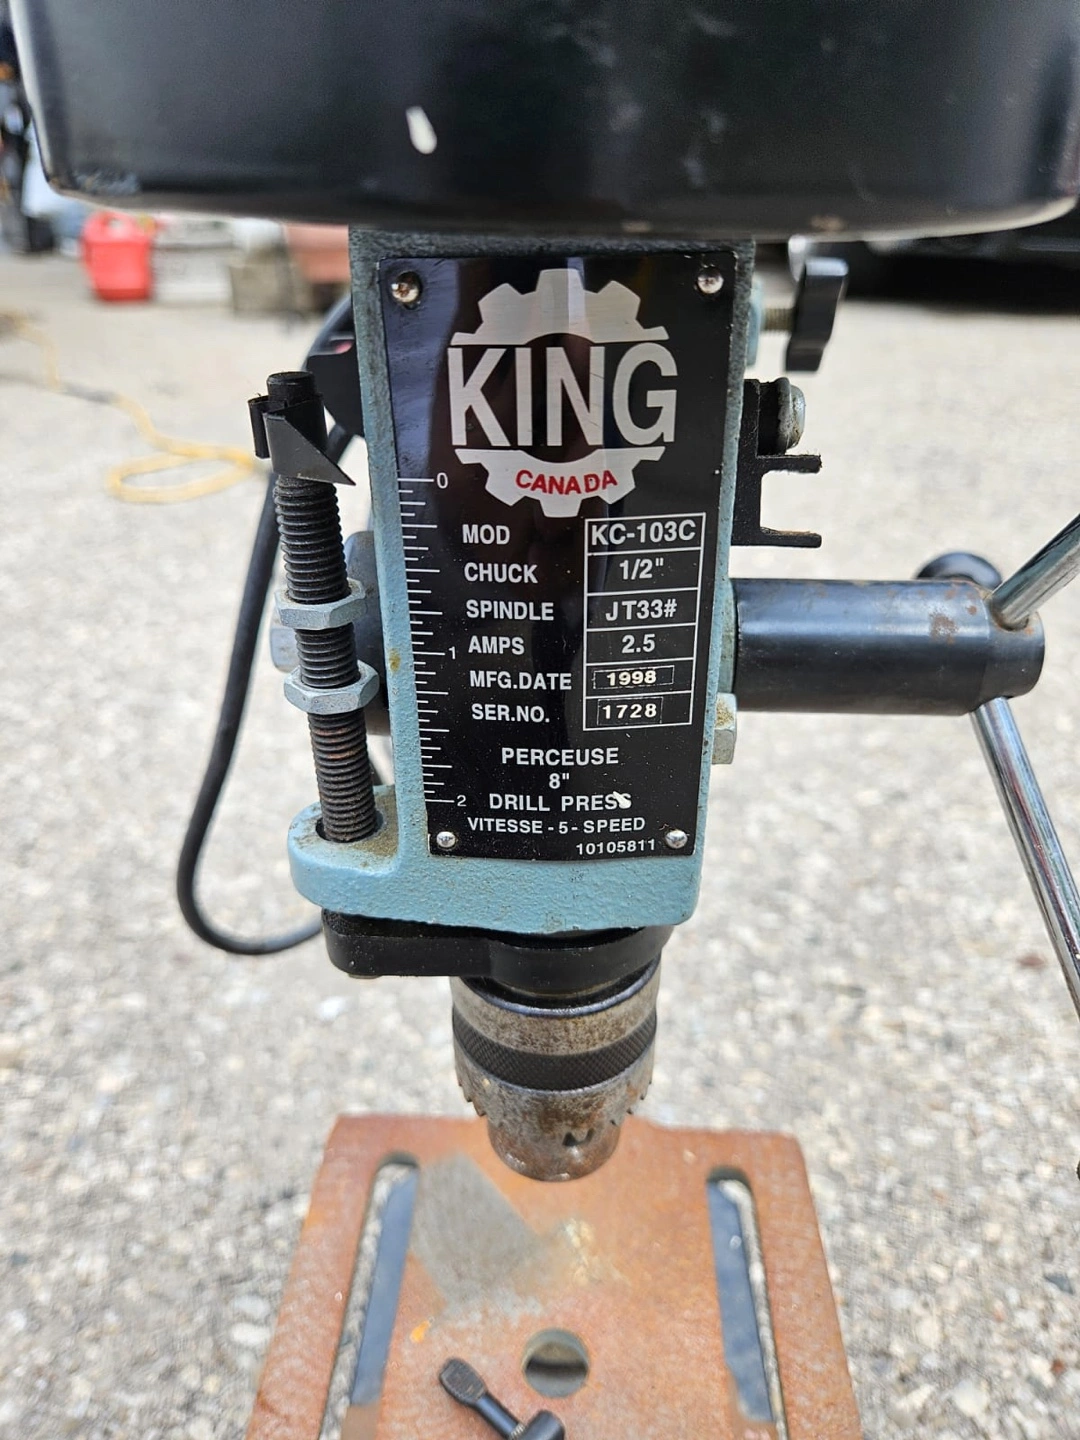 KING
CANADA
0
MOD KC-103C
CHUCK 1/2"
SPINDLE JT33#
1 AMPS 2.5
MFG.DATE 1998
SER.NO. 1728
PERCEUSE
8"
2 DRILL PRESS
VITESSE - 5 - SPEED
10105811